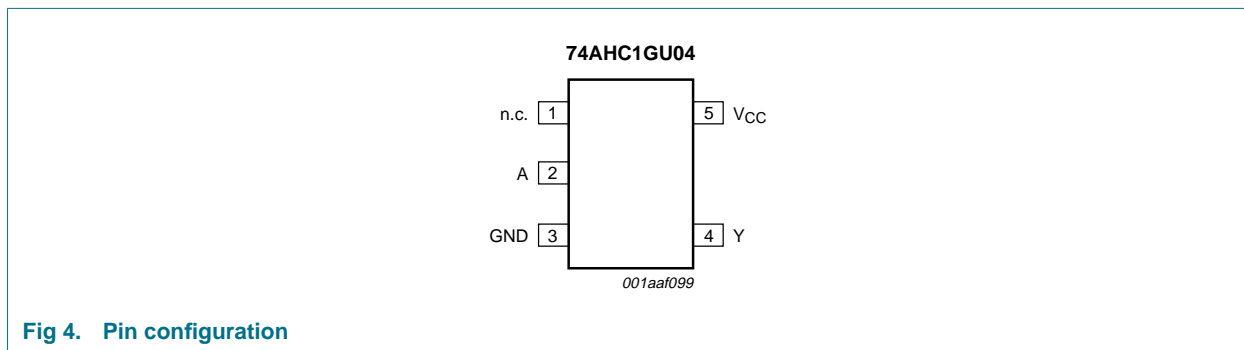 74AHC1GU04
n.c. 1
5 VCC
A 2
GND 3
4 Y
001aaf099
Fig 4. Pin configuration